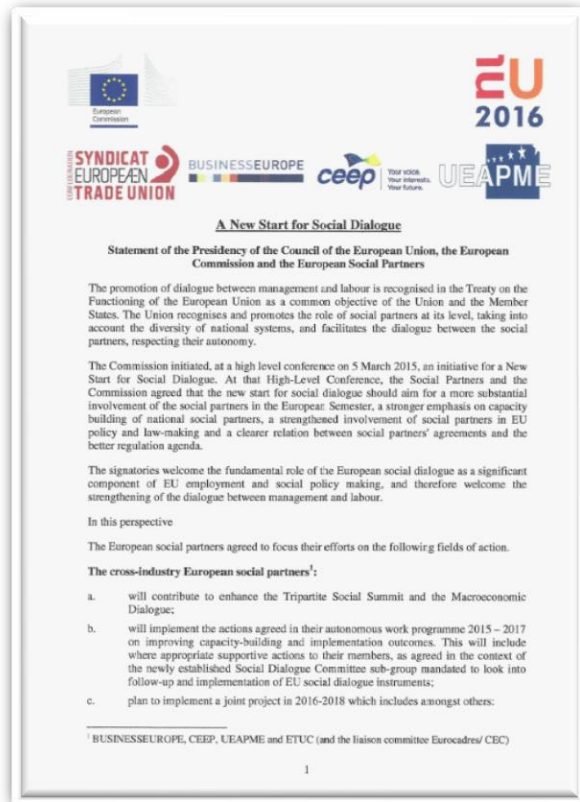 European
Commission
EU
2016
CONFEDERATION
SYNDICAT
EUROPEAN
TRADE UNION
BUSINESSEUROPE
ceep
Your voice.
Your interests.
Your future.
UEAPME
A New Start for Social Dialogue
Statement of the Presidency of the Council of the European Union, the European
Commission and the European Social Partners
The promotion of dialogue between management and labour is recognised in the Treaty on the
Functioning of the European Union as a common objective of the Union and the Member
States. The Union recognises and promotes the role of social partners at its level, taking into
account the diversity of national systems, and facilitates the dialogue between the social
partners, respecting their autonomy.
The Commission initiated, at a high level conference on 5 March 2015, an initiative for a New
Start for Social Dialogue. At that High-Level Conference, the Social Partners and the
Commission agreed that the new start for social dialogue should aim for a more substantial
involvement of the social partners in the European Semester, a stronger emphasis on capacity
building of national social partners, a strengthened involvement of social partners in EU
policy and law-making and a clearer relation between social partners' agreements and the
better regulation agenda.
The signatories welcome the fundamental role of the European social dialogue as a significant
component of EU employment and social policy making, and therefore welcome the
strengthening of the dialogue between management and labour.
In this perspective
The European social partners agreed to focus their efforts on the following fields of action.
The cross-industry European social partners¹:
a. will contribute to enhance the Tripartite Social Summit and the Macroeconomic
Dialogue;
b. will implement the actions agreed in their autonomous work programme 2015 – 2017
on improving capacity-building and implementation outcomes. This will include
where appropriate supportive actions to their members, as agreed in the context of
the newly established Social Dialogue Committee sub-group mandated to look into
follow-up and implementation of EU social dialogue instruments;
c. plan to implement a joint project in 2016-2018 which includes amongst others:
¹ BUSINESSEUROPE, CEEP, UEAPME and ETUC (and the liaison committee Eurocadres/ CEC)
1